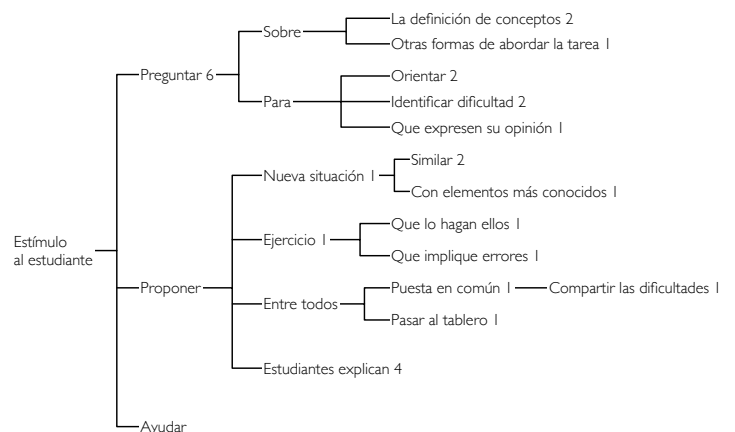 La definición de conceptos 2
Sobre
Otras formas de abordar la tarea 1
Preguntar 6
Orientar 2
Para
Identificar dificultad 2
Que expresen su opinión 1
Similar 2
Nueva situación 1
Con elementos más conocidos 1
Que lo hagan ellos 1
Estímulo
al estudiante
Ejercicio 1
Que implique errores 1
Proponer
Puesta en común 1
Compartir las dificultades 1
Entre todos
Pasar al tablero 1
Estudiantes explican 4
Ayudar